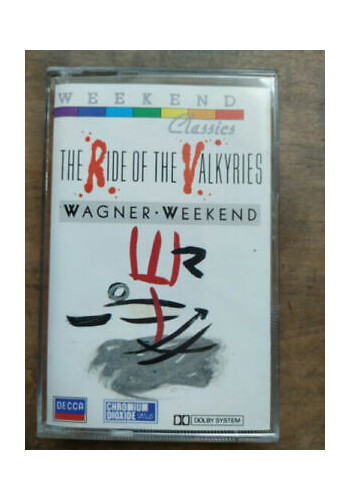 WEEKEND
Classics
THE RIDE OF THE VALKYRIES
WAGNER · WEEKEND
DECCA
CHROMIUM
DIOXIDE
DOLBY SYSTEM